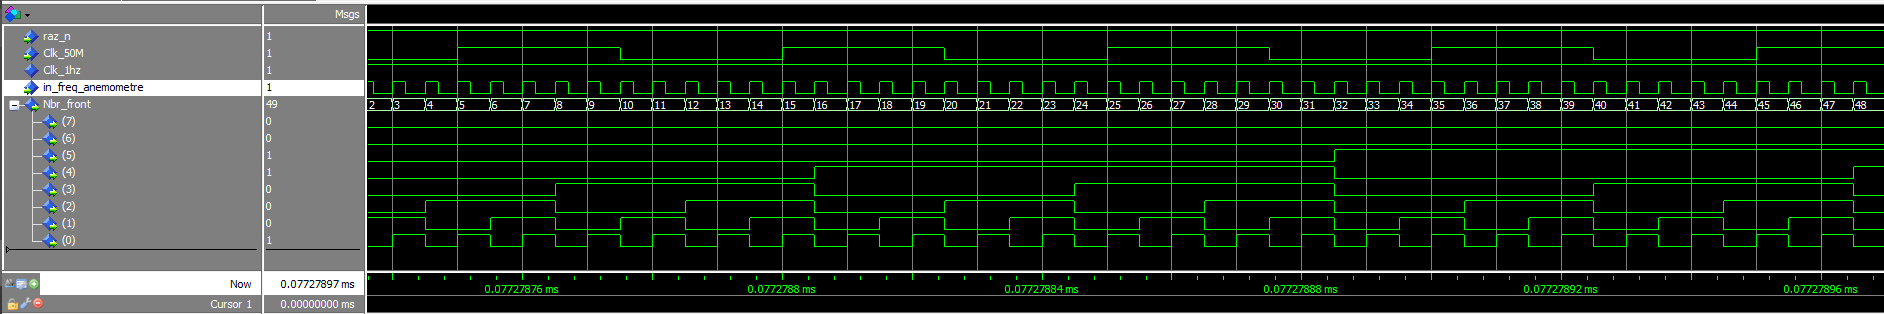 Msgs
raz_n 1
Clk_50M 1
Clk_1hz 1
in_freq_anemometre 1
Nbr_front 49 2 3 4 5 6 7 8 9 10 11 12 13 14 15 16 17 18 19 20 21 22 23 24 25 26 27 28 29 30 31 32 33 34 35 36 37 38 39 40 41 42 43 44 45 46 47 48
(7) 0
(6) 0
(5) 1
(4) 1
(3) 0
(2) 0
(1) 0
(0) 1
Now 0.07727897 ms 0.07727876 ms 0.0772788 ms 0.07727884 ms 0.07727888 ms 0.07727892 ms 0.07727896 ms
Cursor 1 0.00000000 ms